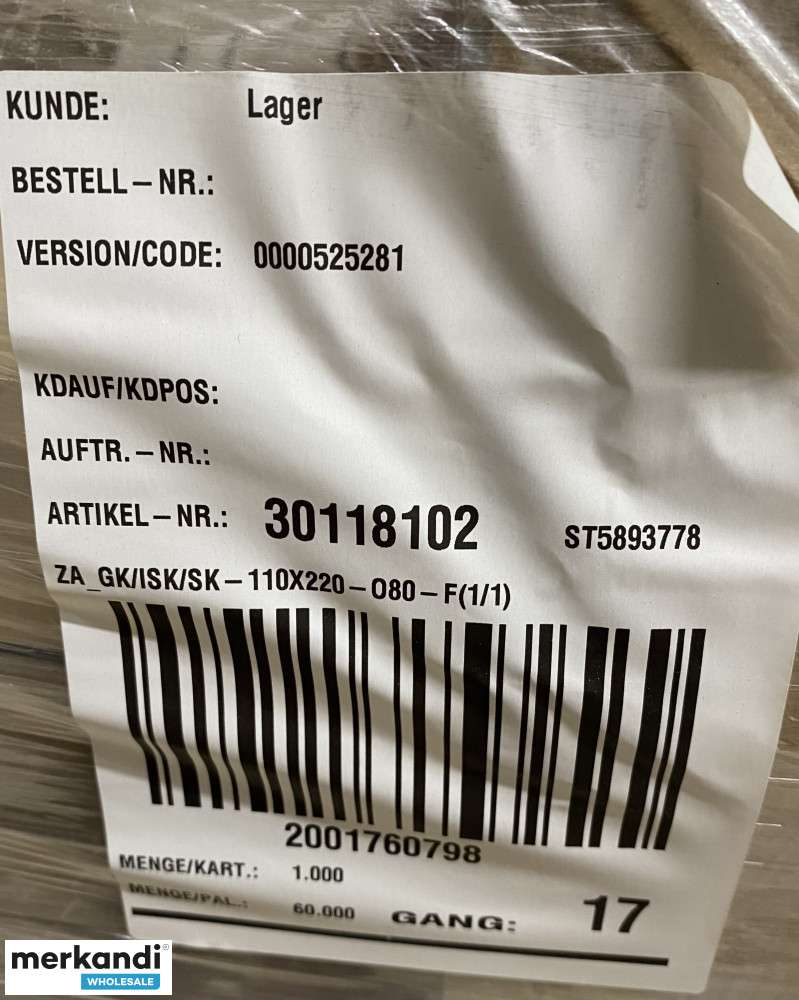 KUNDE: Lager
BESTELL-NR.:
VERSION/CODE: 0000525281
KDAUF/KDPOS:
AUFTR.-NR.:
ARTIKEL-NR.: 30118102 ST5893778
ZA_GK/ISK/SK-110X220-080-F(1/1)
2001760798
MENGE/KART.: 1.000
MENGE/PAL.: 60.000 GANG: 17
merkandi®
WHOLESALE